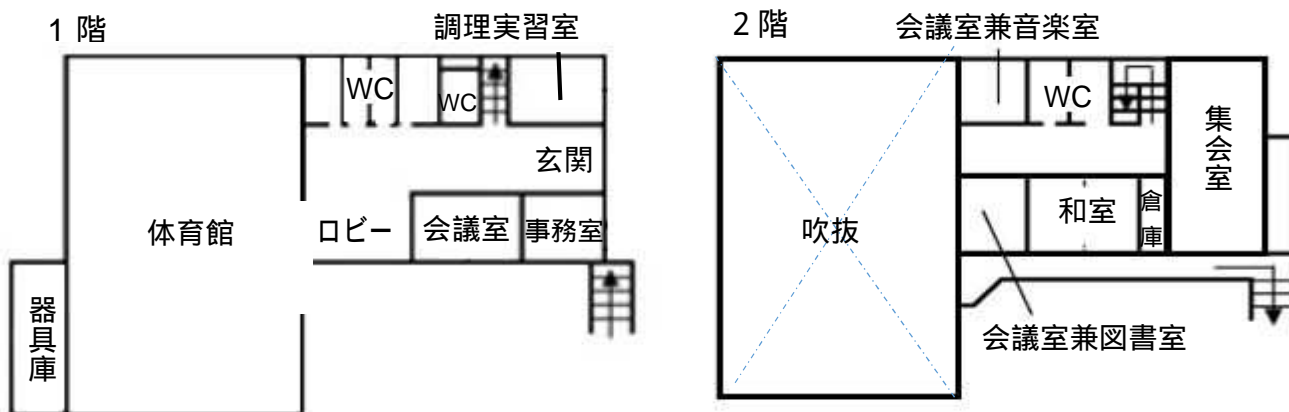 1 階
調理実習室
WC
WC
玄関
体育館
ロビー
会議室
事務室
器具庫
2 階
会議室兼音楽室
WC
集会室
吹抜
和室
倉庫
会議室兼図書室